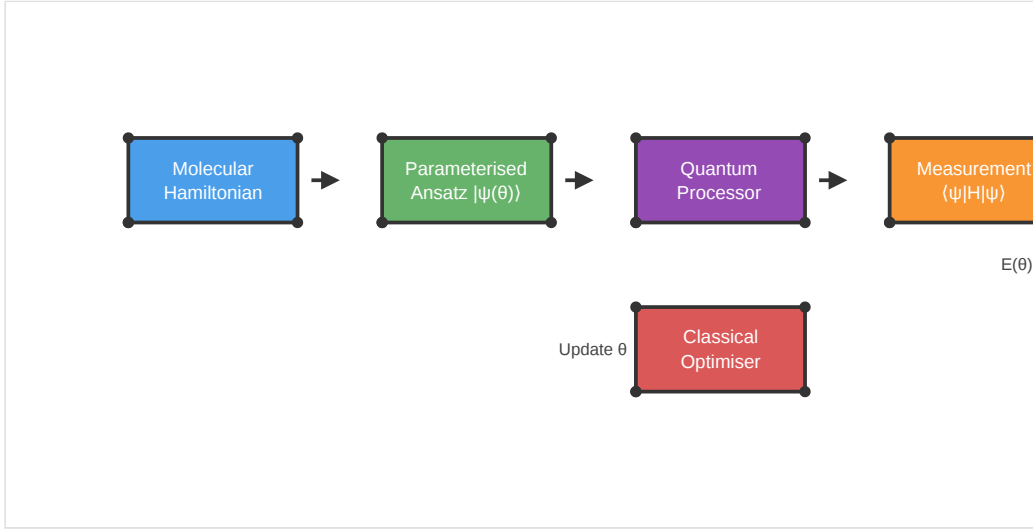 Molecular
Hamiltonian
Parameterised
Ansatz |ψ(θ)⟩
Quantum
Processor
Measurement
⟨ψ|H|ψ⟩
E(θ)
Update θ
Classical
Optimiser